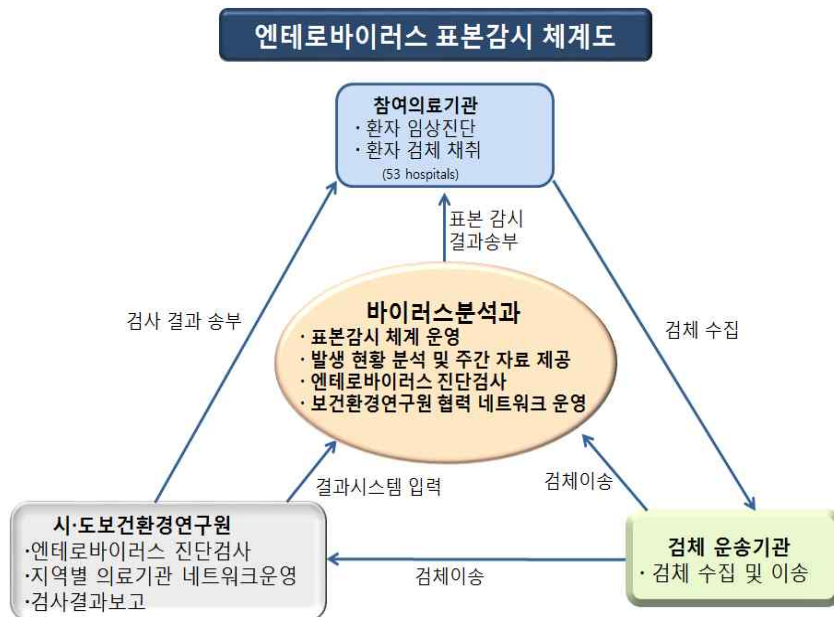 엔테로바이러스 표본감시 체계도
참여의료기관
· 환자 임상진단
· 환자 검체 채취
(53 hospitals)
표본 감시
결과송부
검사 결과 송부
검체 수집
바이러스분석과
· 표본감시 체계 운영
· 발생 현황 분석 및 주간 자료 제공
· 엔테로바이러스 진단검사
· 보건환경연구원 협력 네트워크 운영
결과시스템 입력
검체이송
시·도보건환경연구원
·엔테로바이러스 진단검사
·지역별 의료기관 네트워크운영
·검사결과보고
검체이송
검체 운송기관
· 검체 수집 및 이송